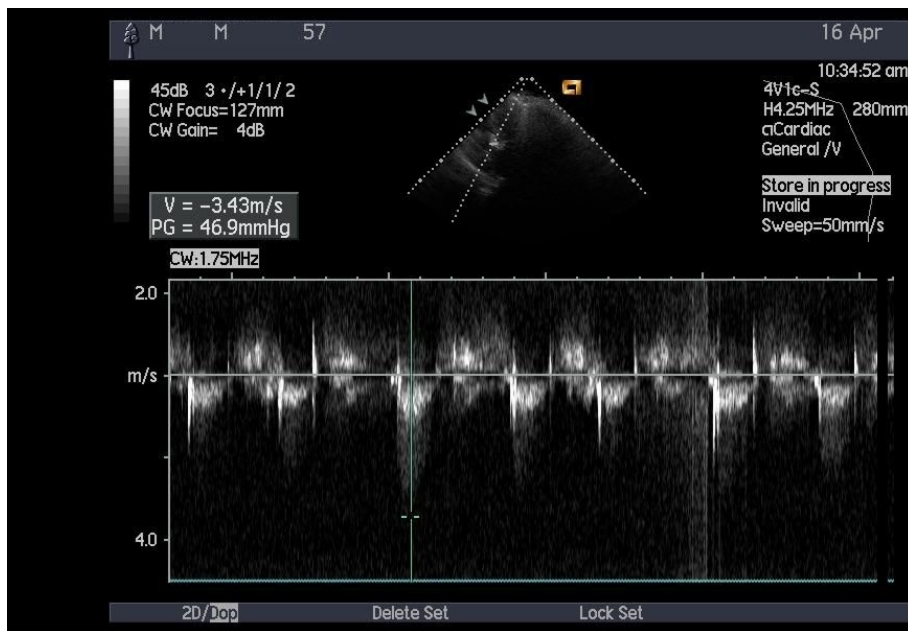 M M 57 16 Apr
10:34:52 am
45dB 3 •/+1/1/ 2
CW Focus=127mm
CW Gain= 4dB
4V1c-S
H4.25MHz 280mm
Cardiac
General /V
Store in progress
Invalid
Sweep=50mm/s
V = -3.43m/s
PG = 46.9mmHg
CW:1.75MHz
2.0
m/s
4.0
2D/Dop Delete Set Lock Set